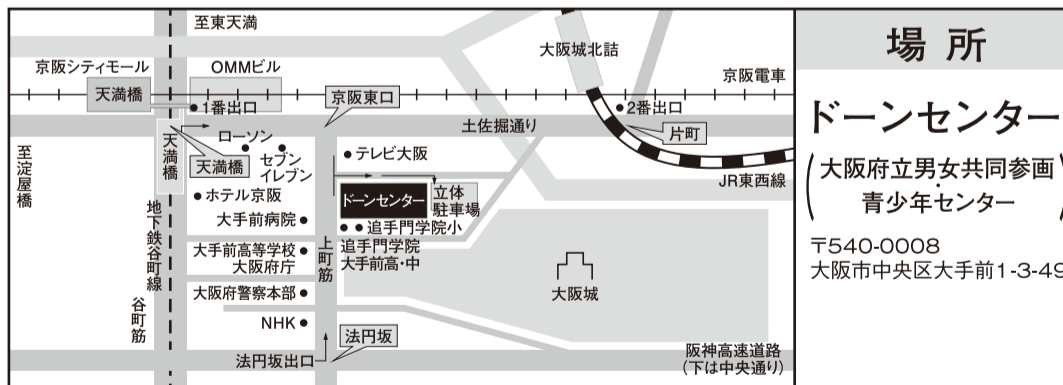 至東天満
大阪城北詰
京阪シティモール
OMMビル
京阪電車
天満橋
1番出口
京阪東口
2番出口
土佐掘通り
片町
天満橋
ローソン
天満橋
セブン
イレブン
テレビ大阪
至淀屋橋
JR東西線
ホテル京阪
ドーンセンター
立体
駐車場
地下鉄谷町線
大手前病院
追手門学院小
上町筋
追手門学院
大手前高・中
大手前高等学校
大阪府庁
大阪城
大阪府警察本部
谷町筋
NHK
法円坂
法円坂出口
阪神高速道路
(下は中央通り)
場所
ドーンセンター
(大阪府立男女共同参画・
青少年センター)
〒540-0008
大阪市中央区大手前1-3-49